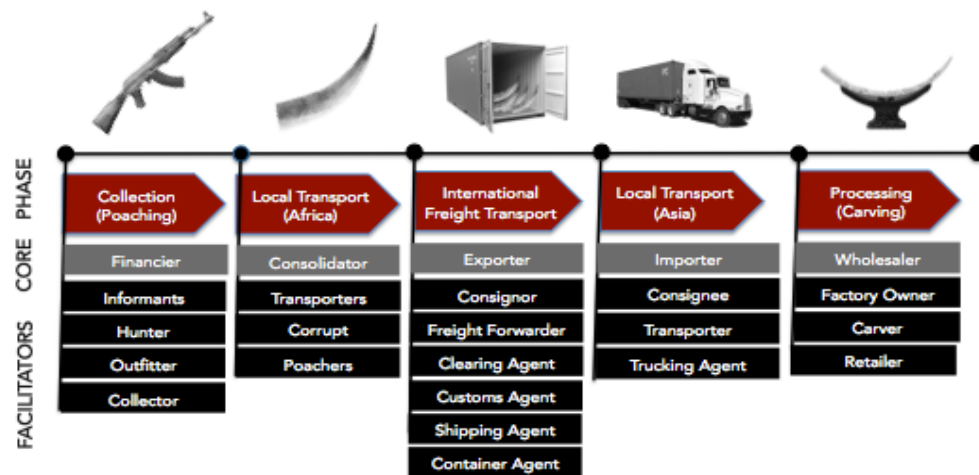 PHASE
Collection
(Poaching)
Local Transport
(Africa)
International
Freight Transport
Local Transport
(Asia)
Processing
(Carving)
CORE
Financier
Consolidator
Exporter
Importer
Wholesaler
FACILITATORS
Informants
Hunter
Outfitter
Collector
Transporters
Corrupt
Poachers
Consignor
Freight Forwarder
Clearing Agent
Customs Agent
Shipping Agent
Container Agent
Consignee
Transporter
Trucking Agent
Factory Owner
Carver
Retailer